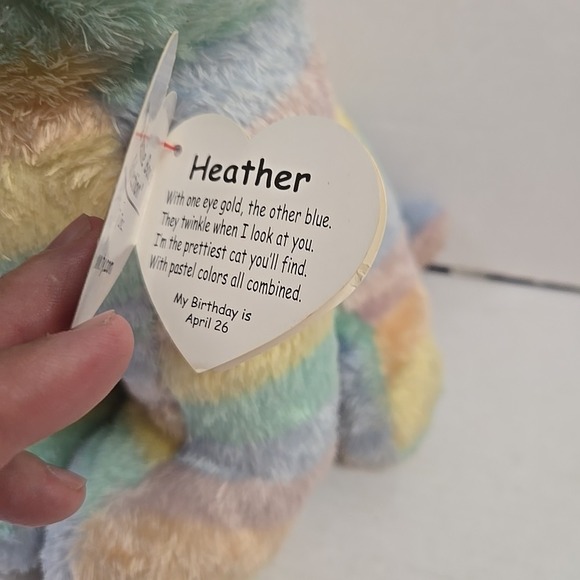 Heather
With one eye gold, the other blue.
They twinkle when I look at you.
I'm the prettiest cat you'll find.
With pastel colors all combined.
My Birthday is
April 26